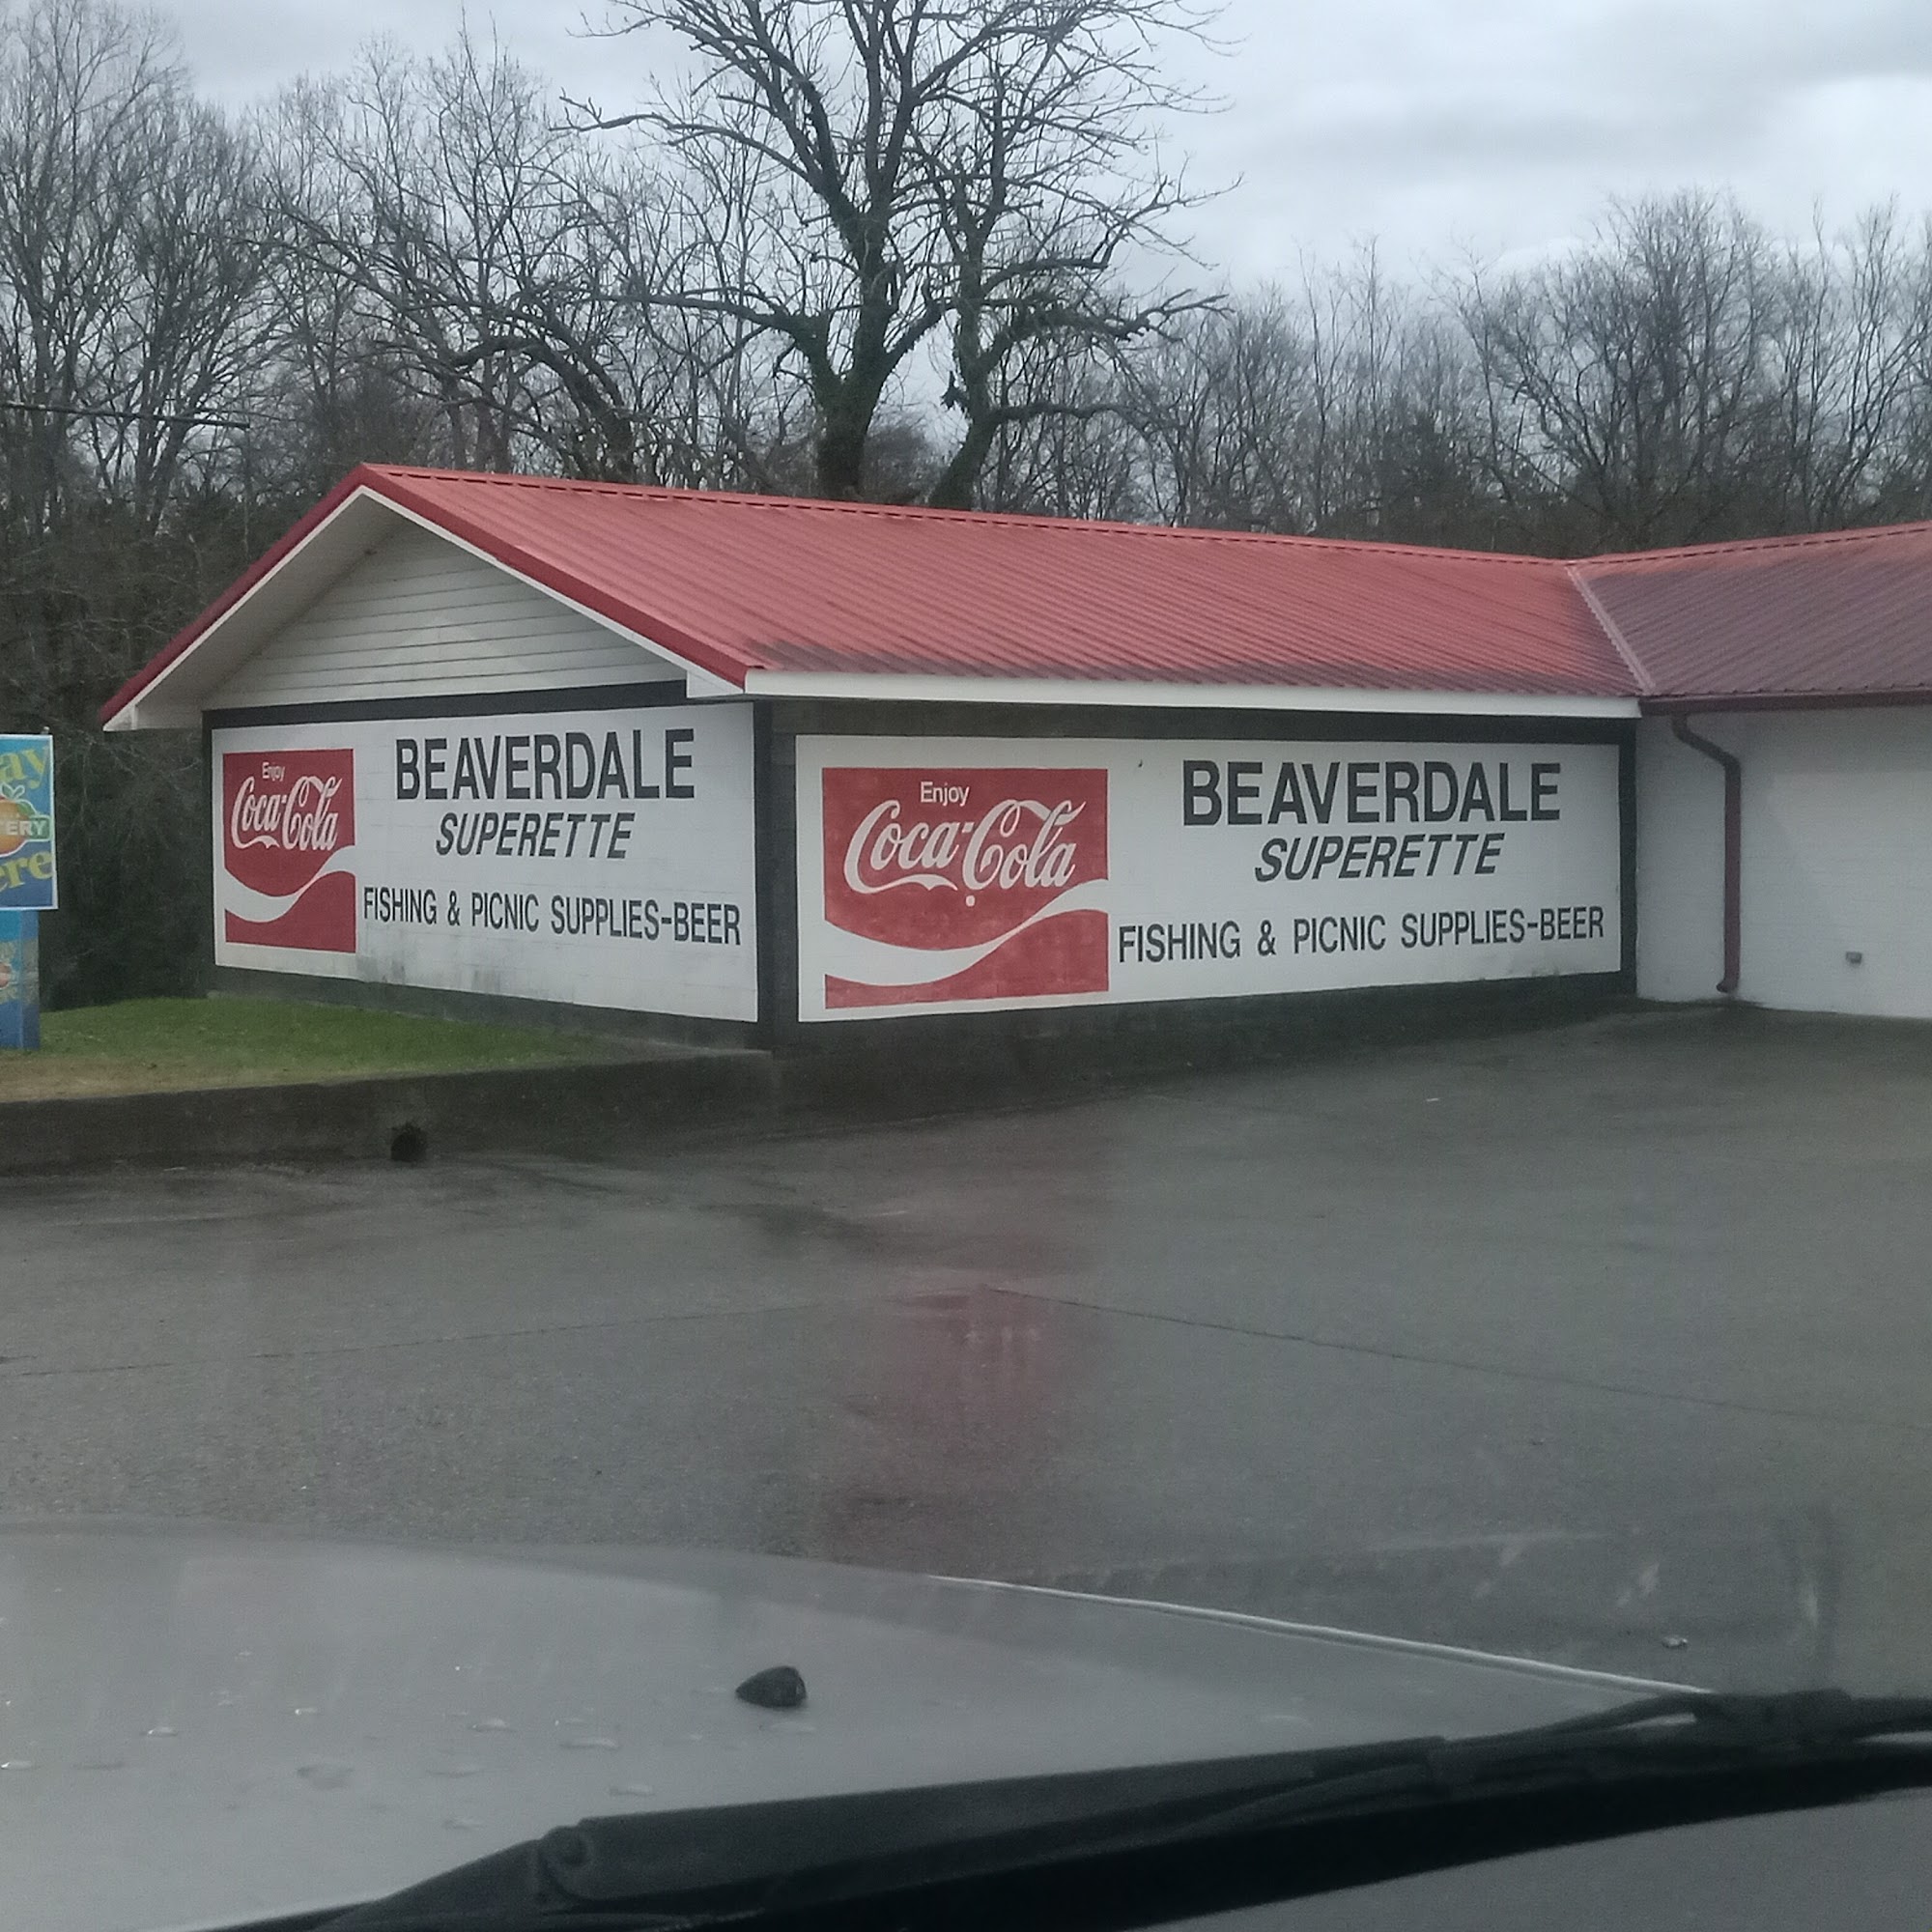 Enjoy
Coca-Cola
BEAVERDALE
SUPERETTE
FISHING & PICNIC SUPPLIES-BEER
Enjoy
Coca-Cola
BEAVERDALE
SUPERETTE
FISHING & PICNIC SUPPLIES-BEER